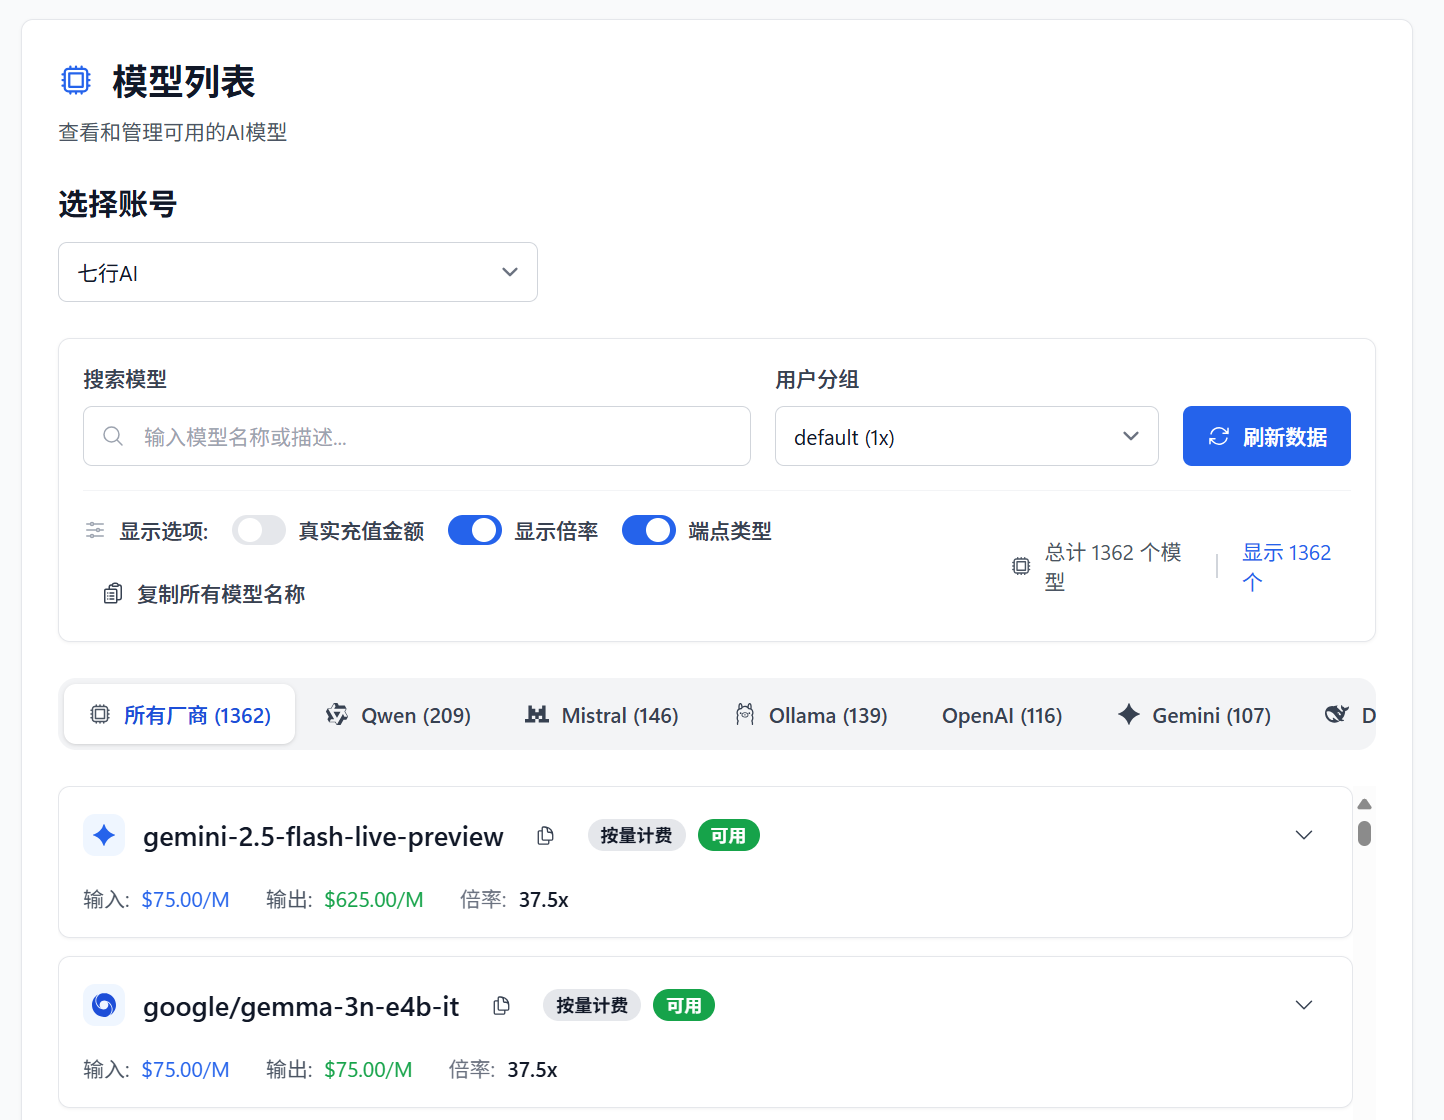 模型列表
查看和管理可用的AI模型
选择账号
七行AI
搜索模型
用户分组
输入模型名称或描述...
default (1x)
刷新数据
显示选项:
真实充值金额
显示倍率
端点类型
总计 1362 个模
型
显示 1362
个
复制所有模型名称
所有厂商 (1362)
Qwen (209)
Mistral (146)
Ollama (139)
OpenAI (116)
Gemini (107)
D
gemini-2.5-flash-live-preview
按量计费
可用
输入: $75.00/M
输出: $625.00/M
倍率: 37.5x
google/gemma-3n-e4b-it
按量计费
可用
输入: $75.00/M
输出: $75.00/M
倍率: 37.5x